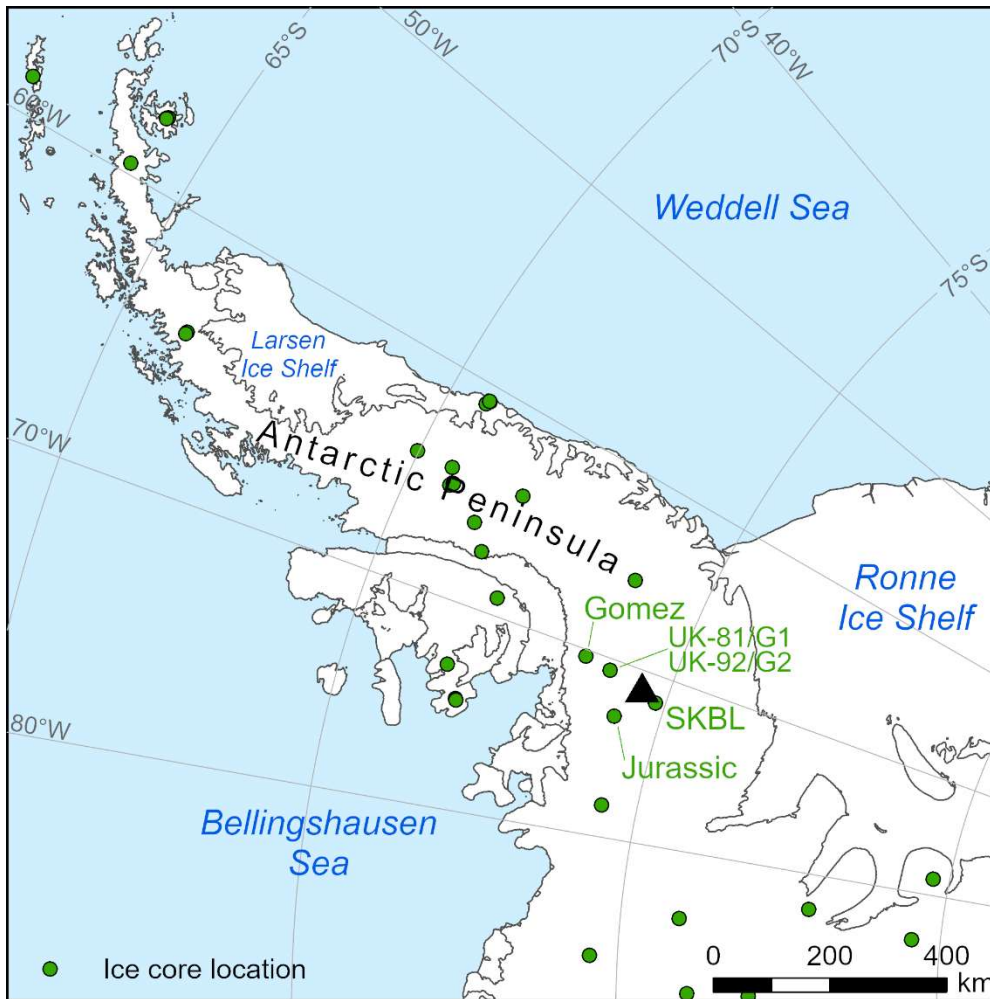 50°W
65°S
70°S
40°W
60°W
Weddell Sea
75°S
Larsen
Ice Shelf
70°W
Antarctic Peninsula
Ronne
Ice Shelf
Gomez
UK-81/G1
UK-92/G2
SKBL
80°W
Jurassic
Bellingshausen
Sea
Ice core location
0 200 400
km